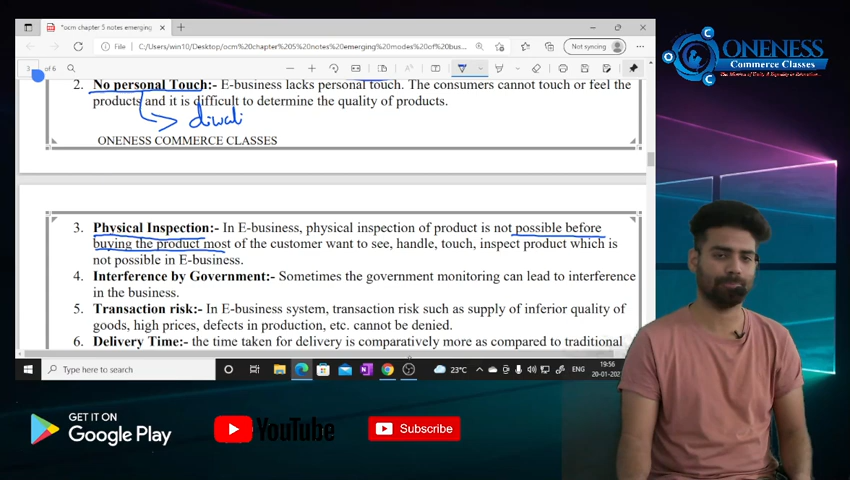 *ocm chapter 5 notes emerging
File
C:/Users/win10/Desktop/ocm%20chapter%205%20notes%20emerging%20modes%20of%20bus...
Not syncing
3 of 6
2. No personal Touch:- E-business lacks personal touch. The consumers cannot touch or feel the
products and it is difficult to determine the quality of products.
diwali
ONENESS COMMERCE CLASSES
3. Physical Inspection:- In E-business, physical inspection of product is not possible before
buying the product most of the customer want to see, handle, touch, inspect product which is
not possible in E-business.
4. Interference by Government:- Sometimes the government monitoring can lead to interference
in the business.
5. Transaction risk:- In E-business system, transaction risk such as supply of inferior quality of
goods, high prices, defects in production, etc. cannot be denied.
6. Delivery Time:- the time taken for delivery is comparatively more as compared to traditional
Type here to search
23°C
ENG
19:56
20-01-202
ONENESS
Commerce Classes
GET IT ON
Google Play
YouTube
Subscribe